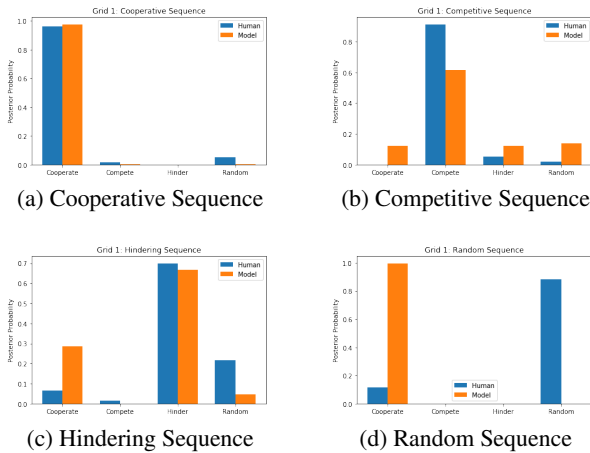 Grid 1: Cooperative Sequence
Posterior Probability
1.0
0.8
0.6
0.4
0.2
0.0
Human
Model
Cooperate Compete Hinder Random
(a) Cooperative Sequence
Grid 1: Competitive Sequence
Posterior Probability
0.8
0.6
0.4
0.2
0.0
Human
Model
Cooperate Compete Hinder Random
(b) Competitive Sequence
Grid 1: Hindering Sequence
Posterior Probability
0.7
0.6
0.5
0.4
0.3
0.2
0.1
0.0
Human
Model
Cooperate Compete Hinder Random
(c) Hindering Sequence
Grid 1: Random Sequence
Posterior Probability
1.0
0.8
0.6
0.4
0.2
0.0
Human
Model
Cooperate Compete Hinder Random
(d) Random Sequence